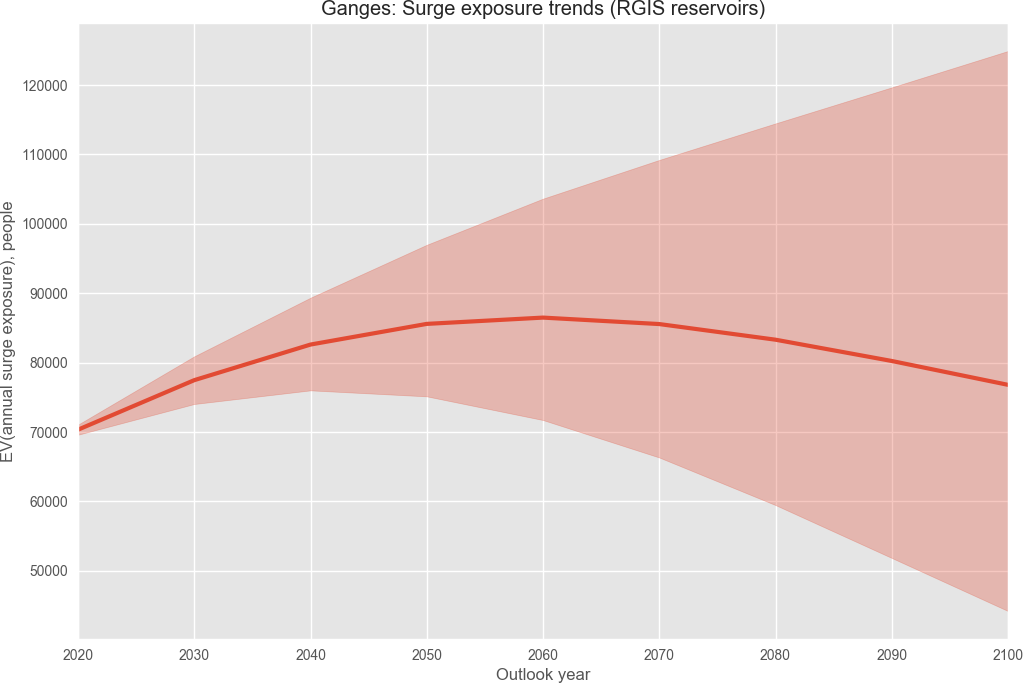 Ganges: Surge exposure trends (RGIS reservoirs)
EV(annual surge exposure), people
120000
110000
100000
90000
80000
70000
60000
50000
2020 2030 2040 2050 2060 2070 2080 2090 2100
Outlook year